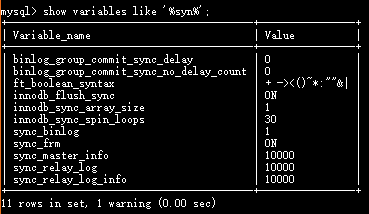 mysql> show variables like '%syn%';
Variable_name | Value
binlog_group_commit_sync_delay | 0
binlog_group_commit_sync_no_delay_count | 0
ft_boolean_syntax | + -><()~*:""&|
innodb_flush_sync | ON
innodb_sync_array_size | 1
innodb_sync_spin_loops | 30
sync_binlog | 1
sync_frm | ON
sync_master_info | 10000
sync_relay_log | 10000
sync_relay_log_info | 10000
11 rows in set, 1 warning (0.00 sec)